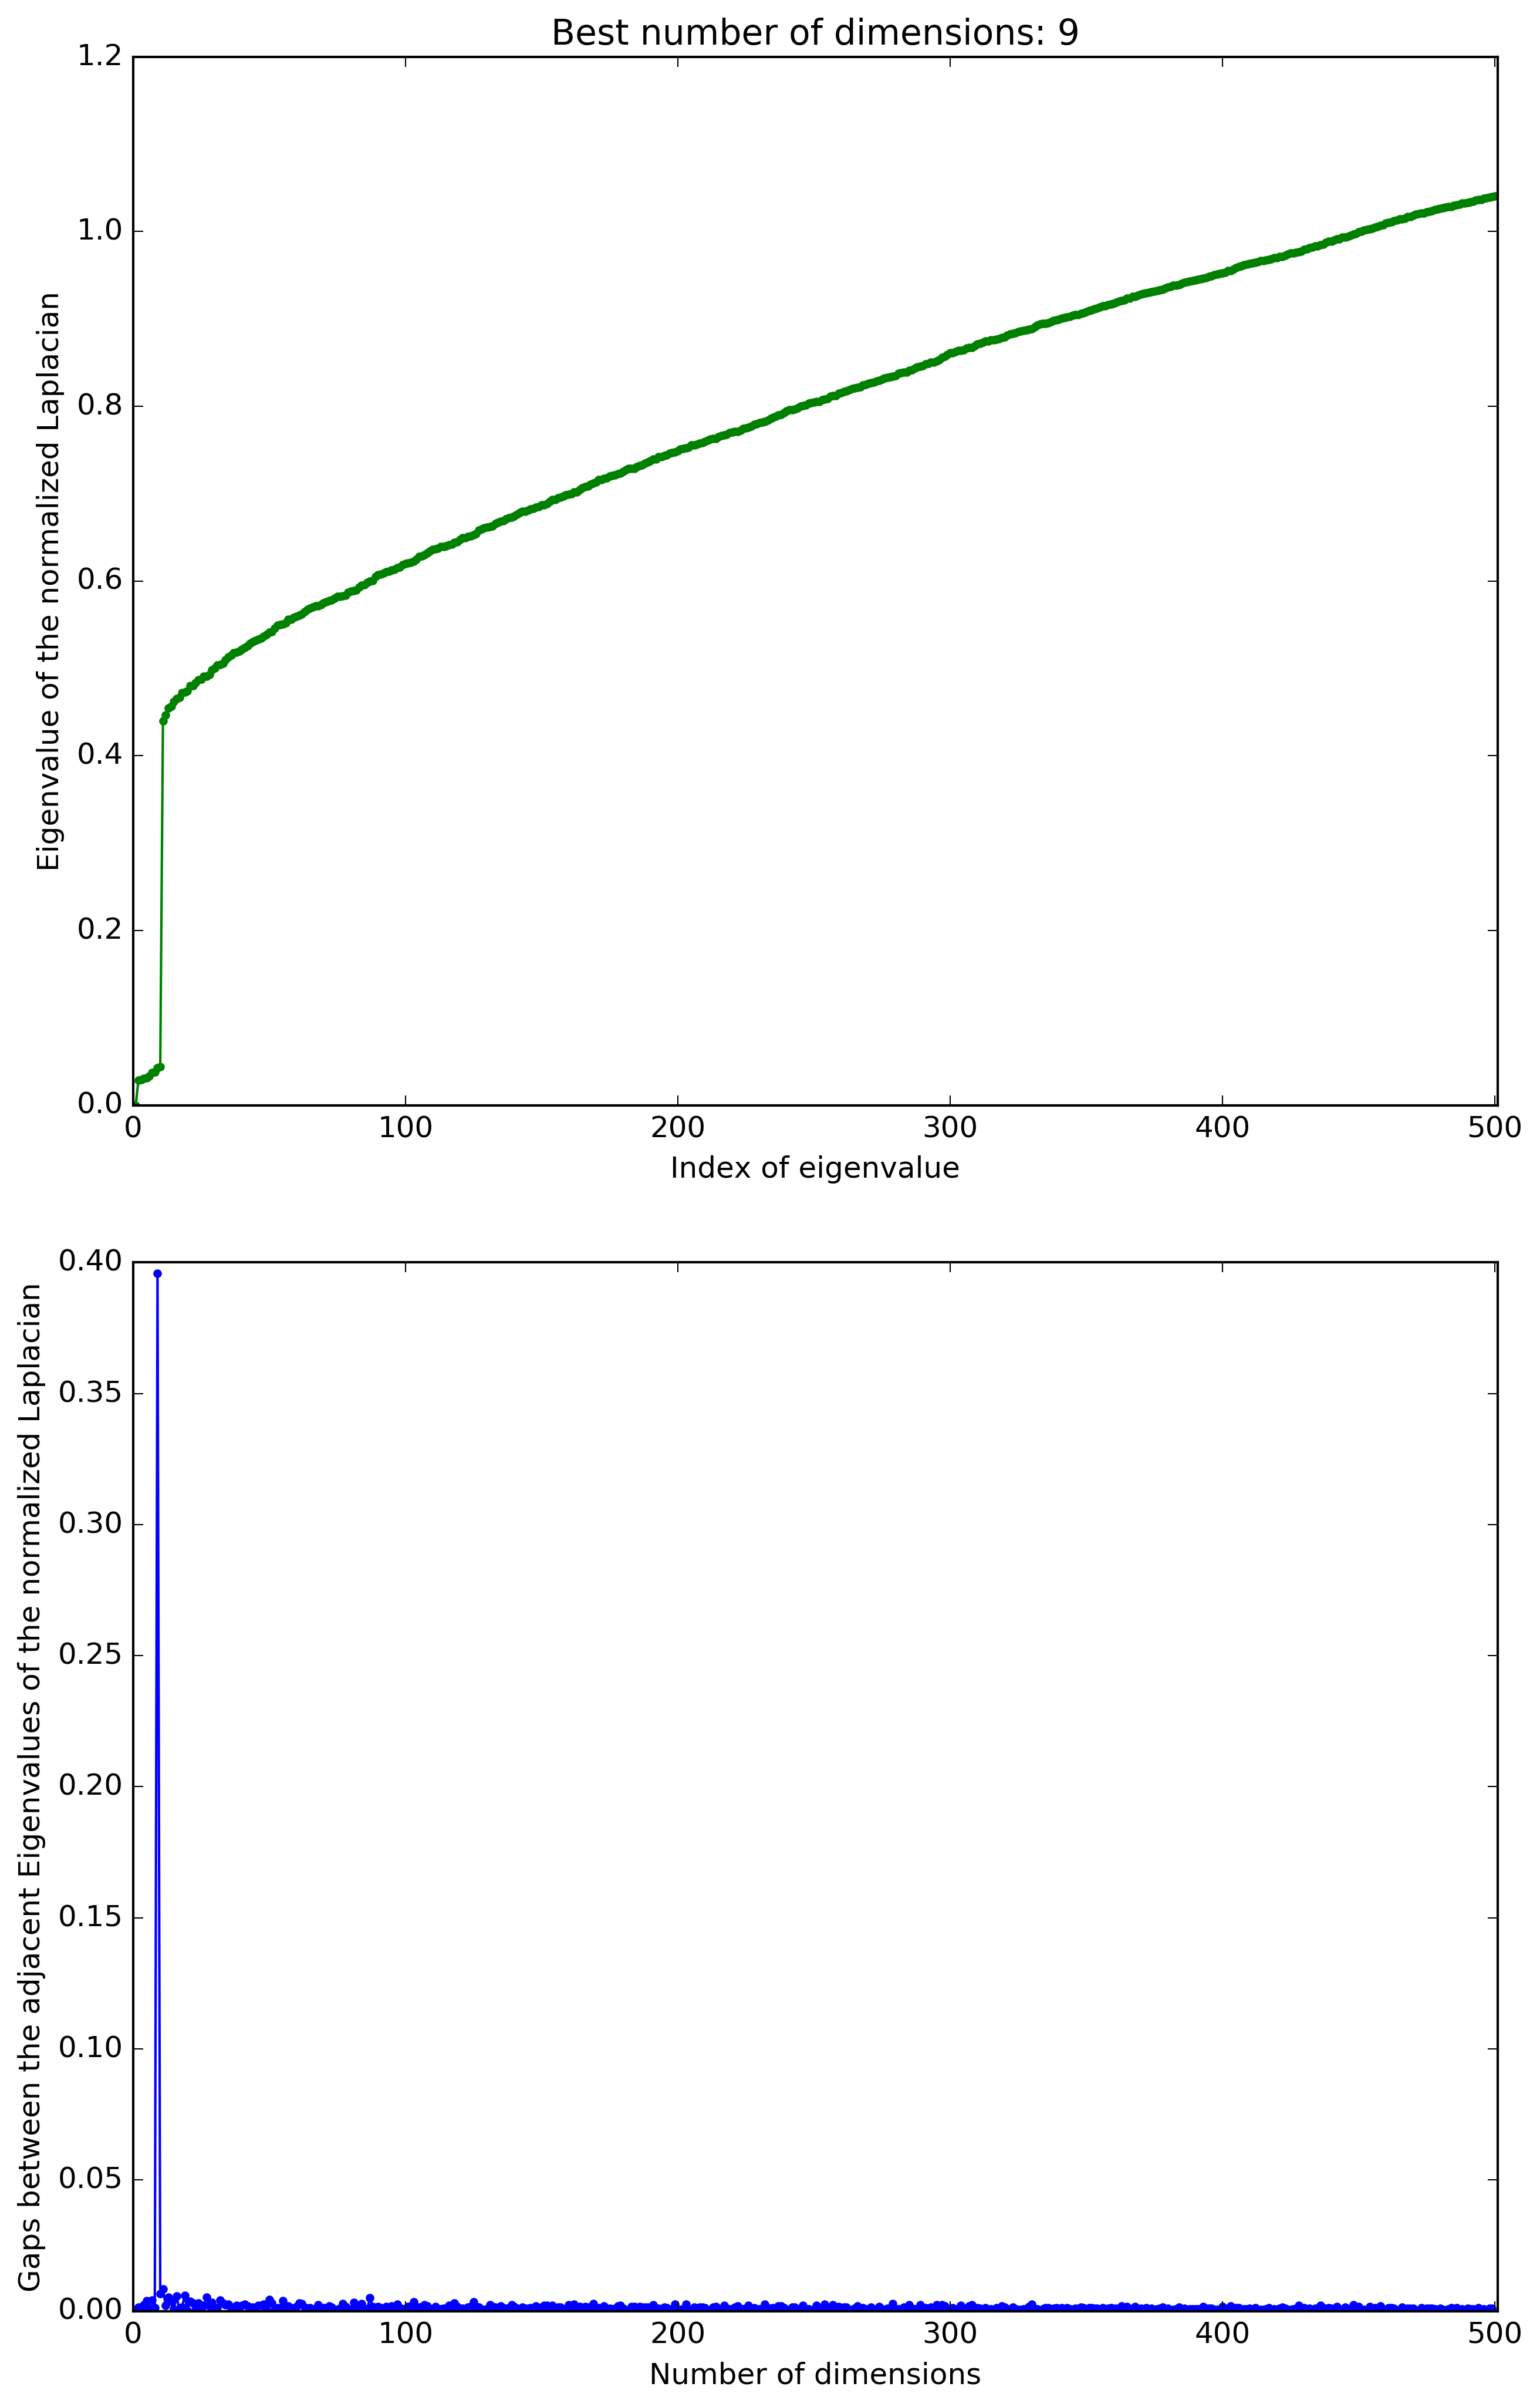 Best number of dimensions: 9
1.2
1.0
0.8
0.6
0.4
0.2
0.0
Eigenvalue of the normalized Laplacian
0 100 200 300 400 500
Index of eigenvalue
0.40
0.35
0.30
0.25
0.20
0.15
0.10
0.05
0.00
Gaps between the adjacent Eigenvalues of the normalized Laplacian
0 100 200 300 400 500
Number of dimensions